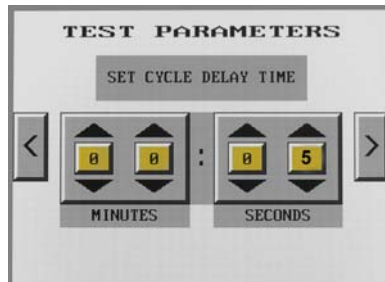 TEST PARAMETERS
SET CYCLE DELAY TIME
< 0 0 : 0 5 >
MINUTES SECONDS